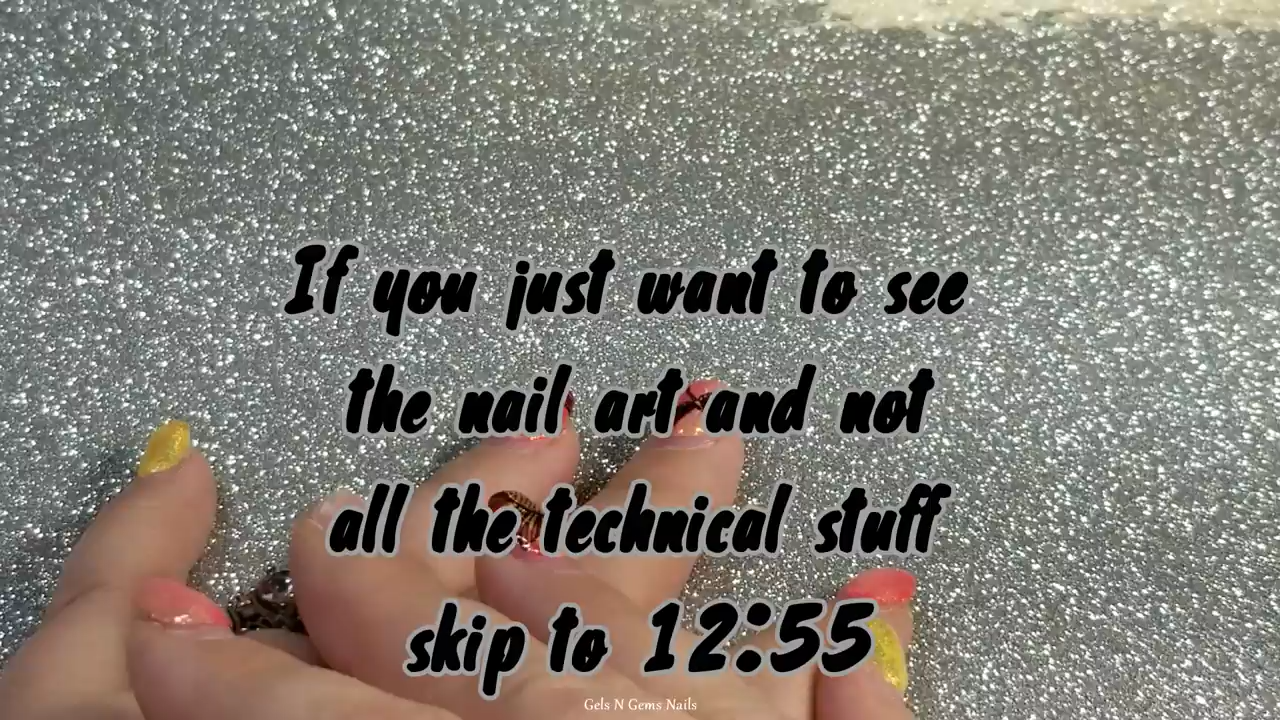 If you just want to see
the nail art and not
all the technical stuff
skip to 12:55
Gels N Gems Nails